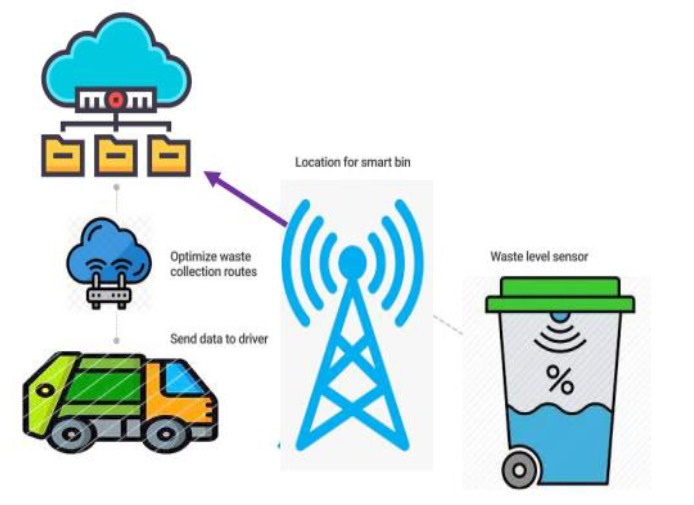 Location for smart bin
Optimize waste
collection routes
Waste level sensor
Send data to driver
%